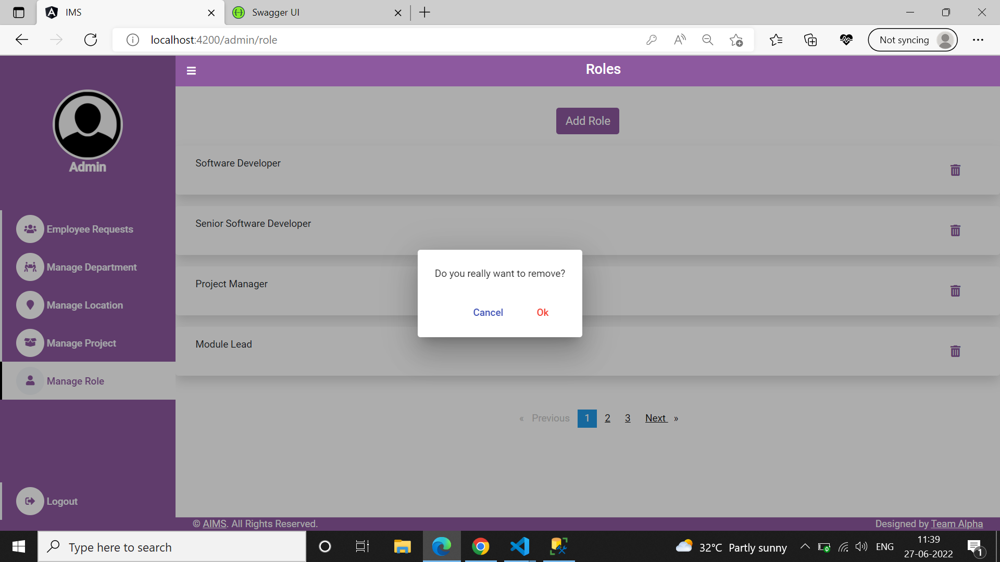 IMS
Swagger UI
localhost:4200/admin/role
Not syncing
Roles
Admin
Employee Requests
Manage Department
Manage Location
Manage Project
Manage Role
Logout
Add Role
Software Developer
Senior Software Developer
Project Manager
Module Lead
Do you really want to remove?
Cancel Ok
« Previous 1 2 3 Next »
© AIMS. All Rights Reserved.
Designed by Team Alpha
Type here to search
32°C Partly sunny
ENG
11:39
27-06-2022
1